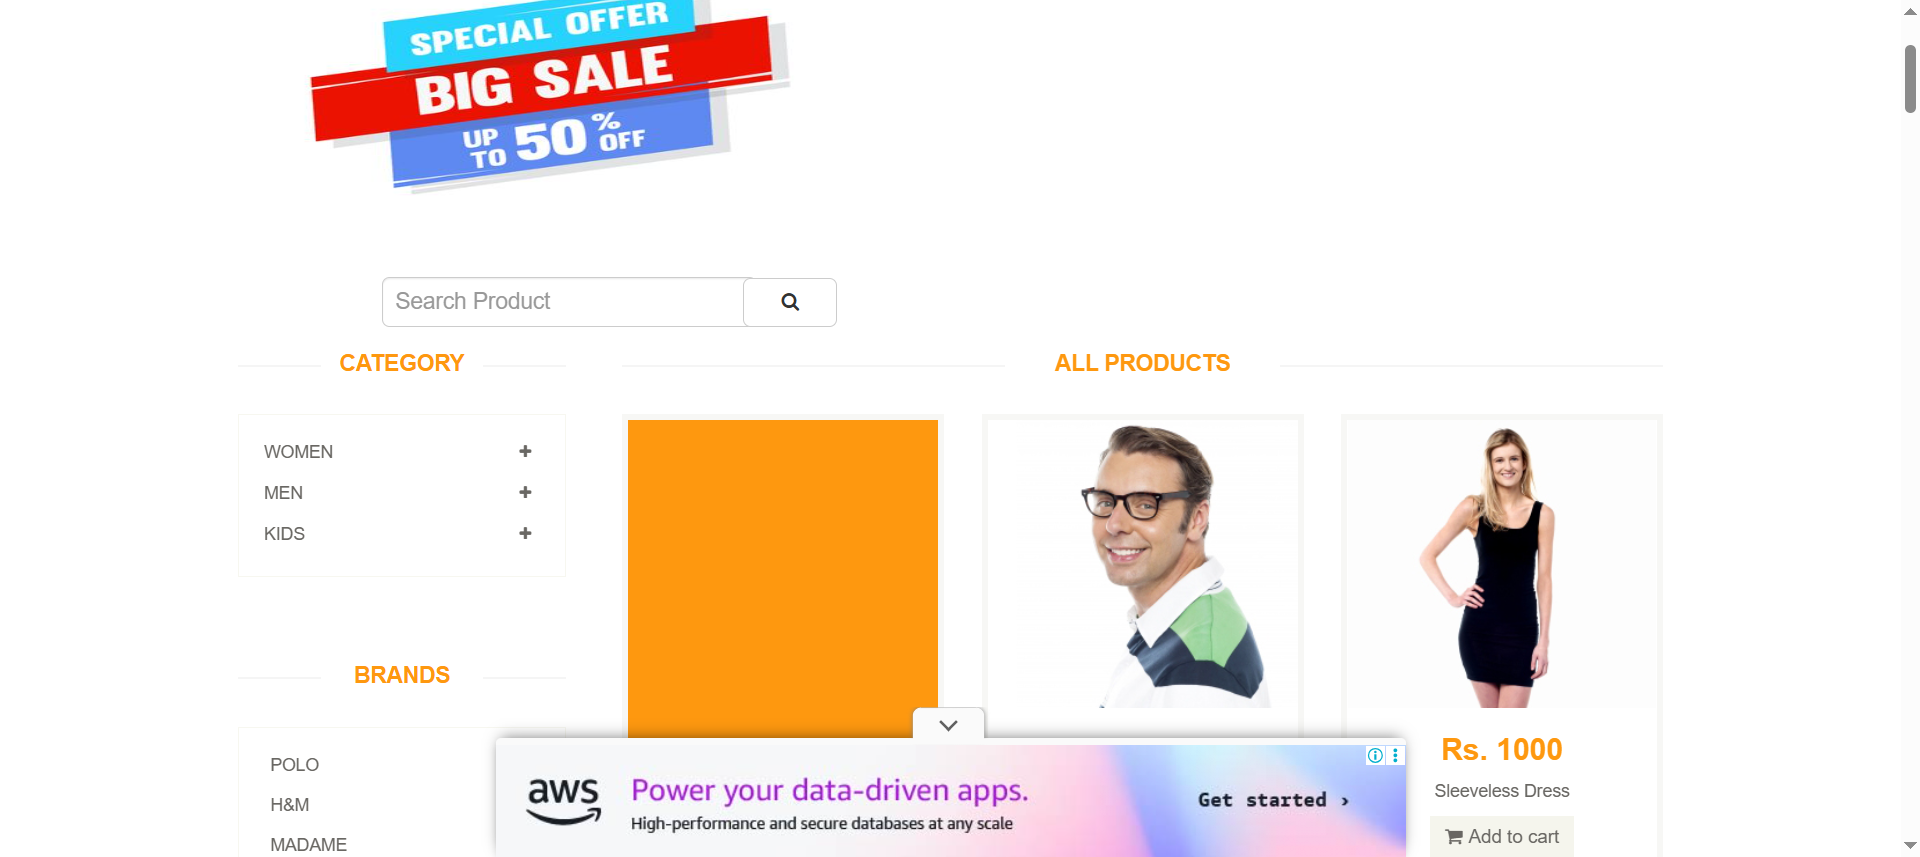 SPECIAL OFFER
BIG SALE
UP TO 50% OFF
Search Product
CATEGORY
WOMEN
MEN
KIDS
BRANDS
POLO
H&M
MADAME
ALL PRODUCTS
Rs. 1000
Sleeveless Dress
Add to cart
aws
Power your data-driven apps.
High-performance and secure databases at any scale
Get started ›